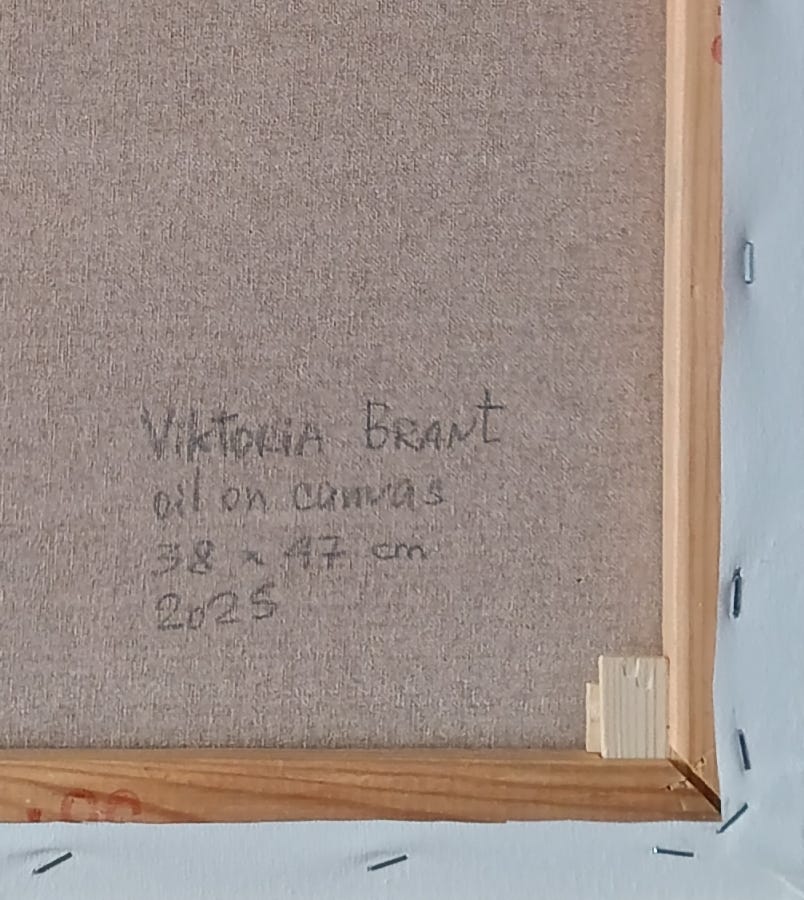 Viktoria Brant
oil on canvas
38 x 47 cm
2025